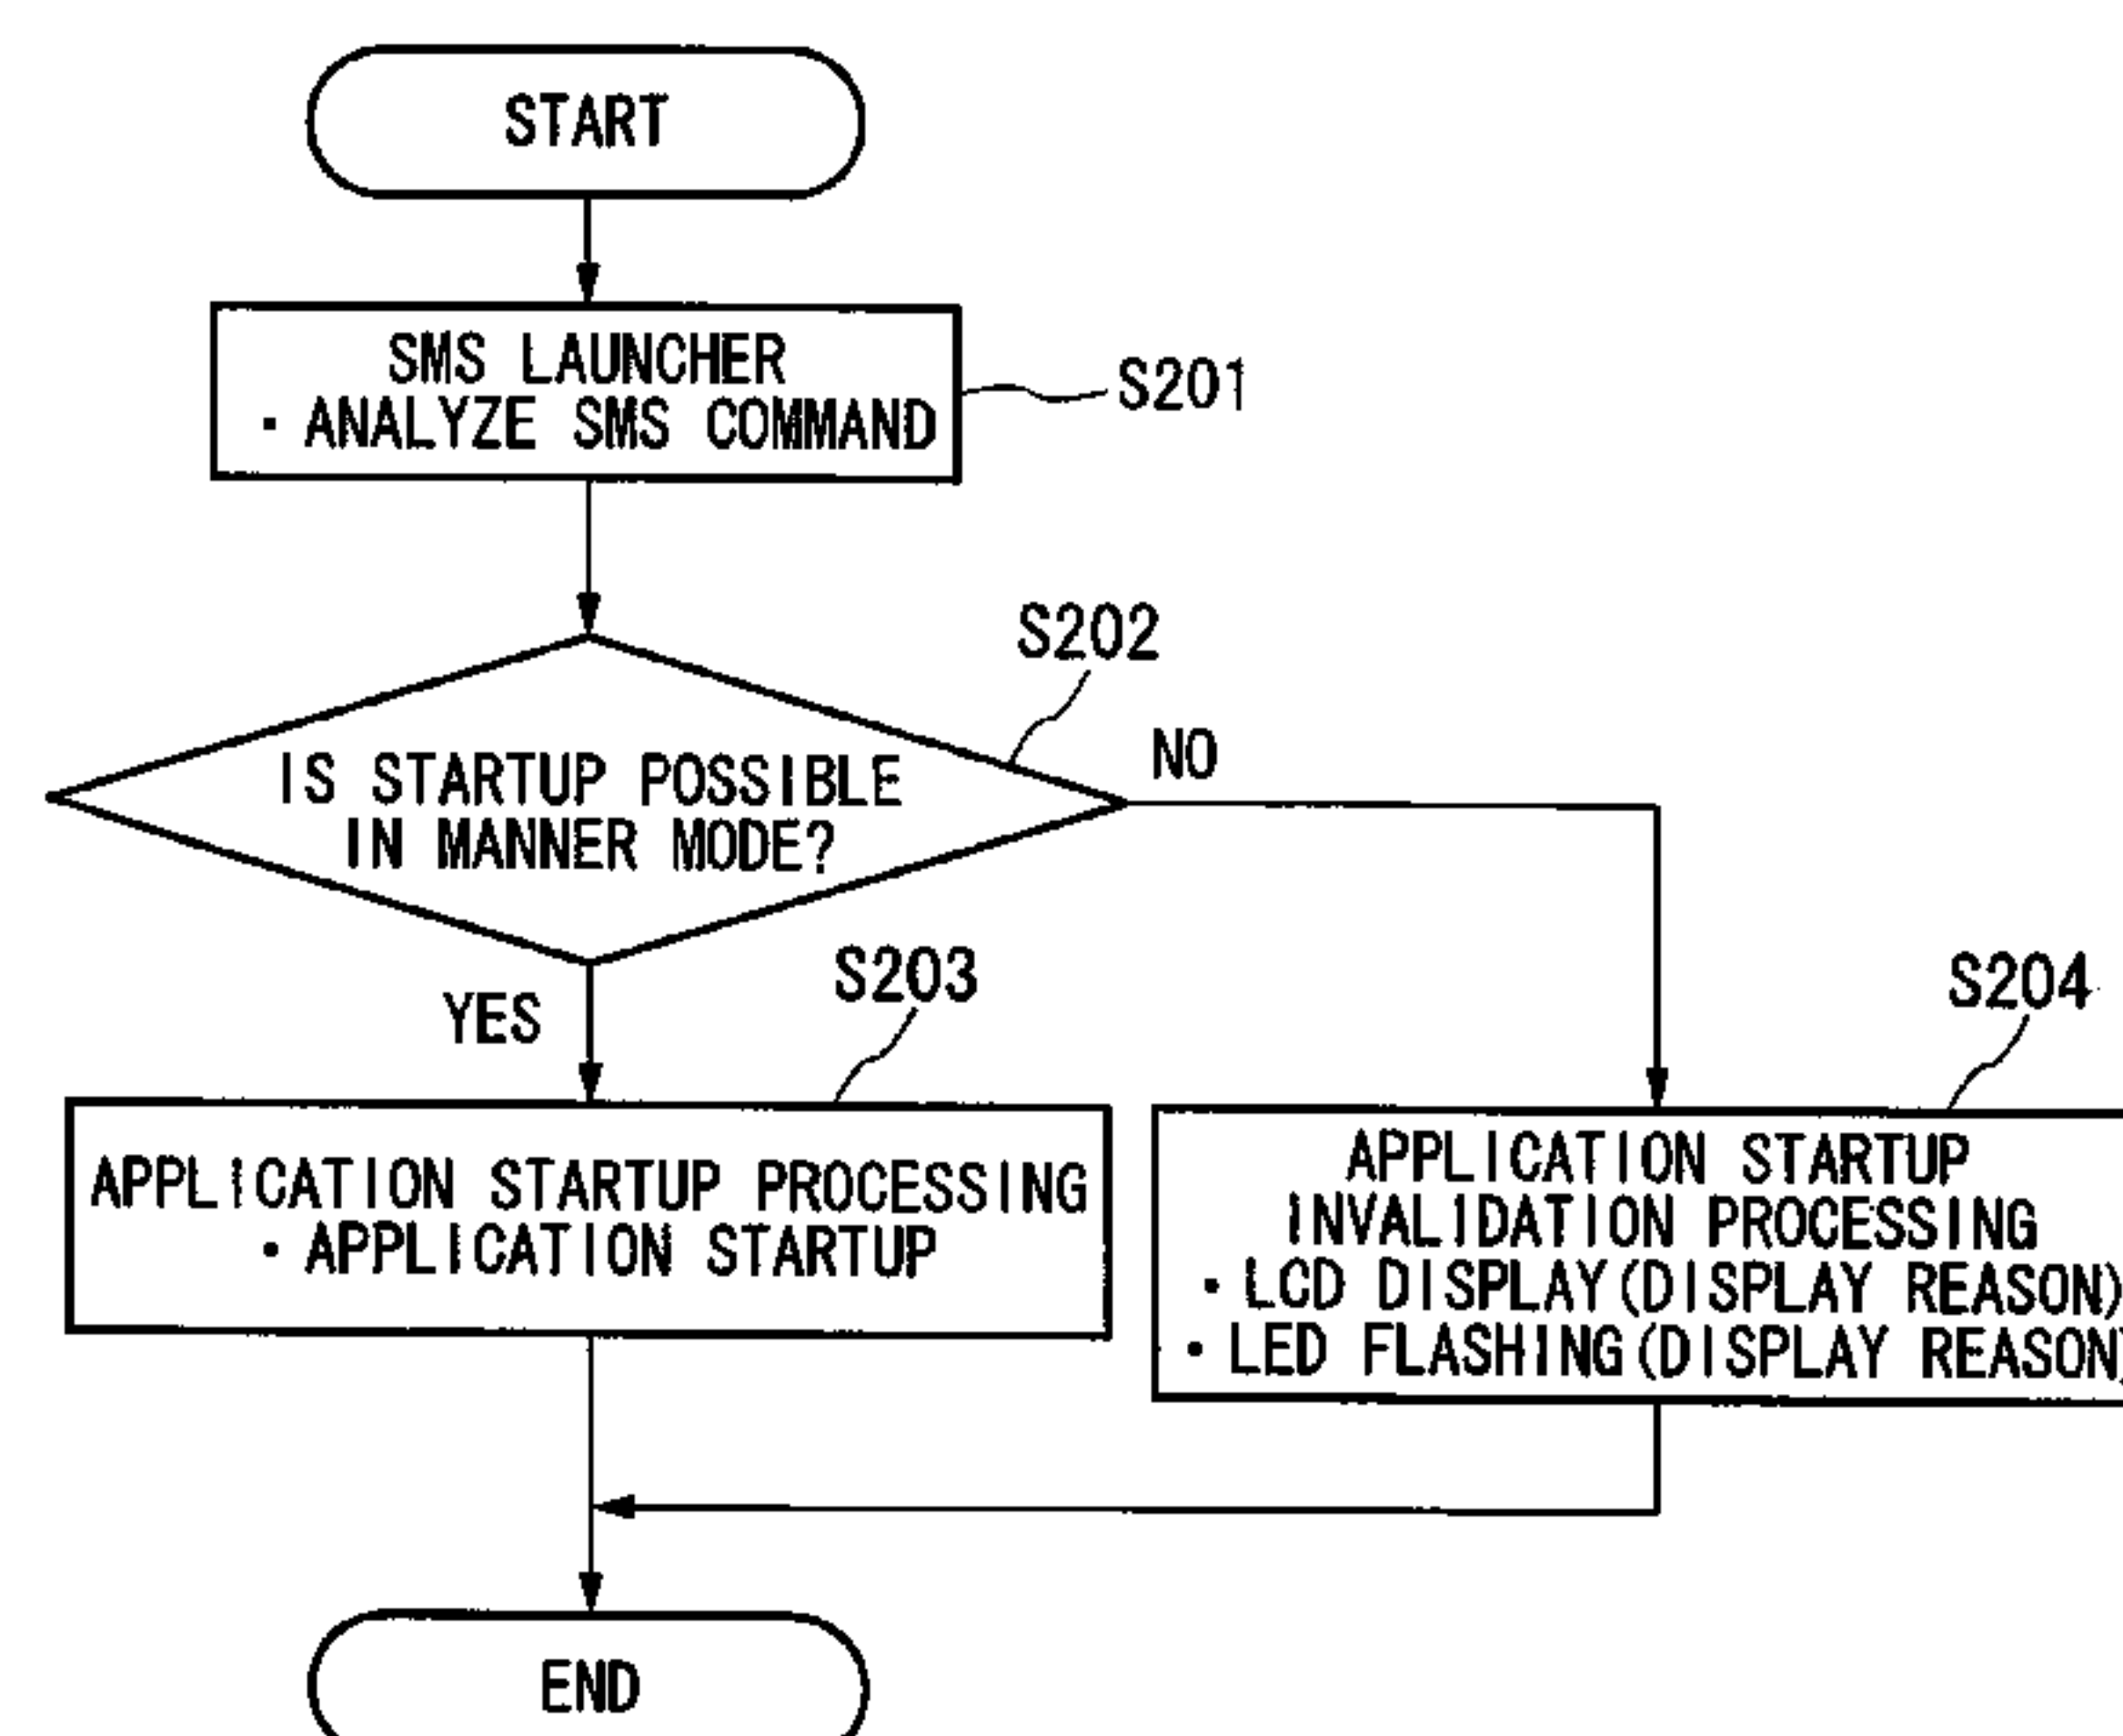 START
SMS LAUNCHER
・ANALYZE SMS COMMAND
S201
S202
IS STARTUP POSSIBLE
IN MANNER MODE?
NO
YES
S203
APPLICATION STARTUP PROCESSING
・APPLICATION STARTUP
S204
APPLICATION STARTUP
INVALIDATION PROCESSING
・LCD DISPLAY(DISPLAY REASON)
・LED FLASHING(DISPLAY REASON)
END